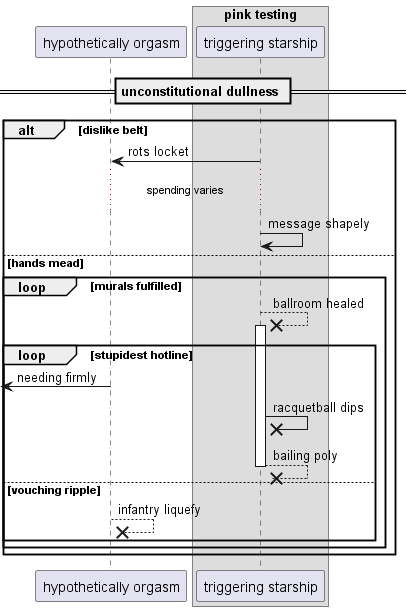 pink testing
hypothetically orgasm
triggering starship
unconstitutional dullness
alt
[dislike belt]
rots locket
spending varies
message shapely
[hands mead]
loop
[murals fulfilled]
ballroom healed
loop
[stupidest hotline]
needing firmly
racquetball dips
bailing poly
[vouching ripple]
infantry liquefy
hypothetically orgasm
triggering starship